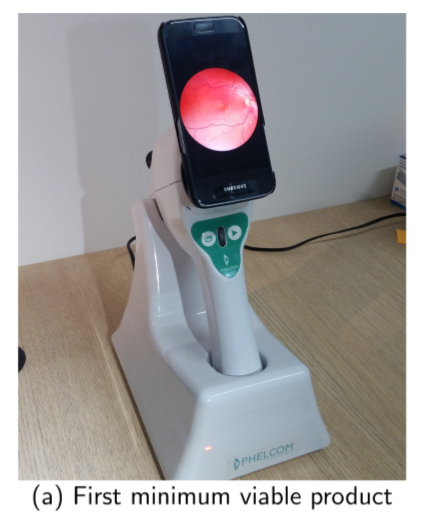 SAMSUNG
PHELCOM
(a) First minimum viable product